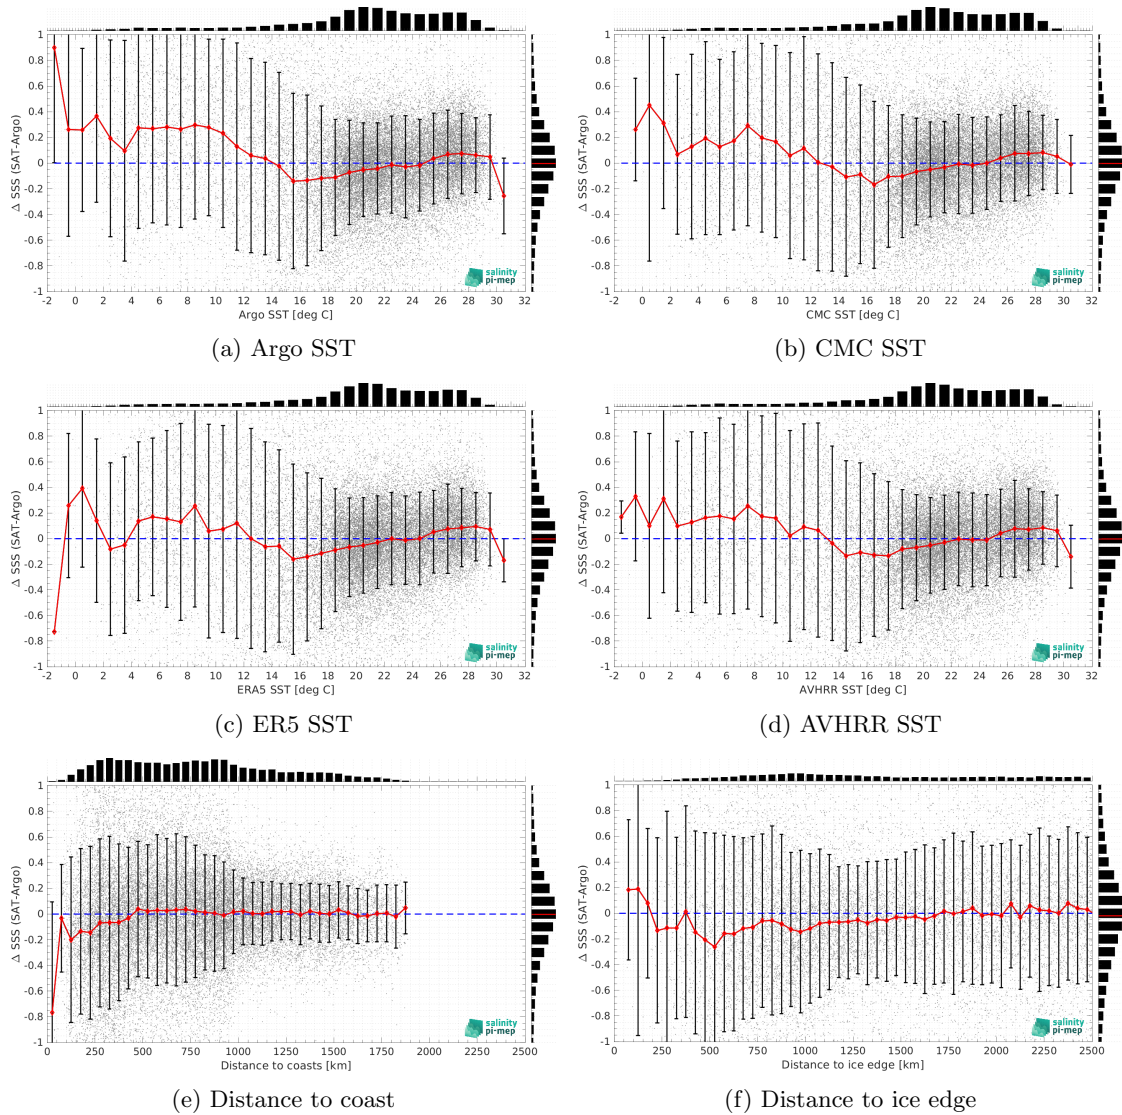 1
0.8
0.6
0.4
0.2
0
-0.2
-0.4
-0.6
-0.8
-1
Δ SSS (SAT-Argo)
-2 0 2 4 6 8 10 12 14 16 18 20 22 24 26 28 30 32
Argo SST [deg C]
salinity
pi-mep
(a) Argo SST
1
0.8
0.6
0.4
0.2
0
-0.2
-0.4
-0.6
-0.8
-1
Δ SSS (SAT-Argo)
-2 0 2 4 6 8 10 12 14 16 18 20 22 24 26 28 30 32
CMC SST [deg C]
salinity
pi-mep
(b) CMC SST
1
0.8
0.6
0.4
0.2
0
-0.2
-0.4
-0.6
-0.8
-1
Δ SSS (SAT-Argo)
-2 0 2 4 6 8 10 12 14 16 18 20 22 24 26 28 30 32
ERA5 SST [deg C]
salinity
pi-mep
(c) ER5 SST
1
0.8
0.6
0.4
0.2
0
-0.2
-0.4
-0.6
-0.8
-1
Δ SSS (SAT-Argo)
-2 0 2 4 6 8 10 12 14 16 18 20 22 24 26 28 30 32
AVHRR SST [deg C]
salinity
pi-mep
(d) AVHRR SST
1
0.8
0.6
0.4
0.2
0
-0.2
-0.4
-0.6
-0.8
-1
Δ SSS (SAT-Argo)
0 250 500 750 1000 1250 1500 1750 2000 2250 2500
Distance to coasts [km]
salinity
pi-mep
(e) Distance to coast
1
0.8
0.6
0.4
0.2
0
-0.2
-0.4
-0.6
-0.8
-1
Δ SSS (SAT-Argo)
0 250 500 750 1000 1250 1500 1750 2000 2250 2500
Distance to ice edge [km]
salinity
pi-mep
(f) Distance to ice edge